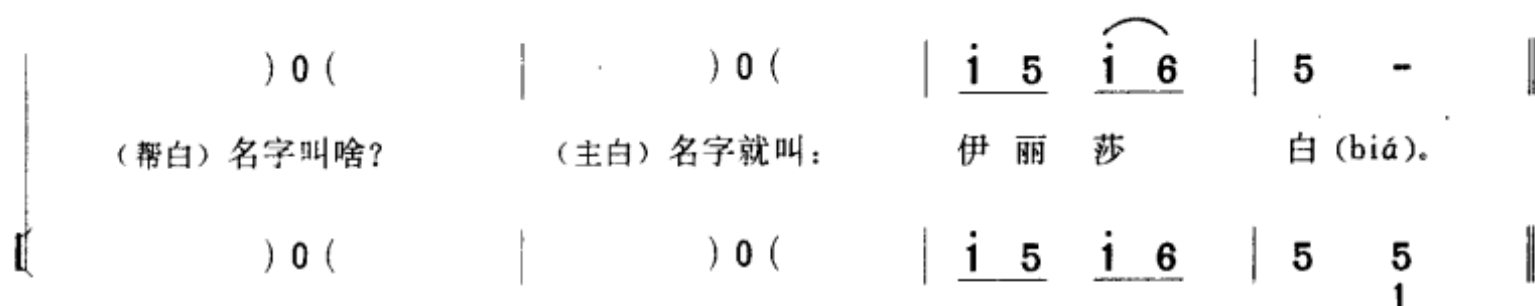 ) 0 ( | ) 0 ( | i̇ 5 i̇ 6 | 5 - ‖
（帮白）名字叫啥？ （主白）名字就叫： 伊 丽 莎 白 (biá)。
) 0 ( | ) 0 ( | i̇ 5 i̇ 6 | 5 5 ‖
1